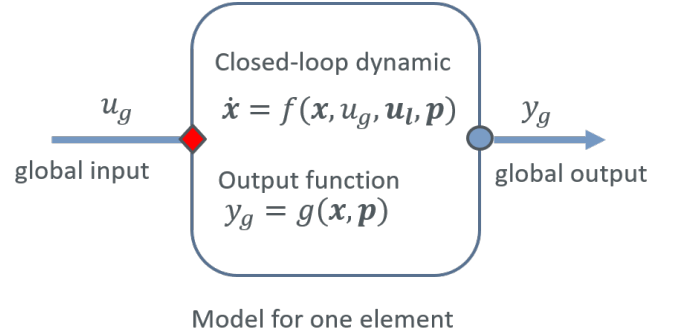 Closed-loop dynamic
u_g
ẋ = f(x, u_g, u_l, p)
y_g
global input
global output
Output function
y_g = g(x, p)
Model for one element